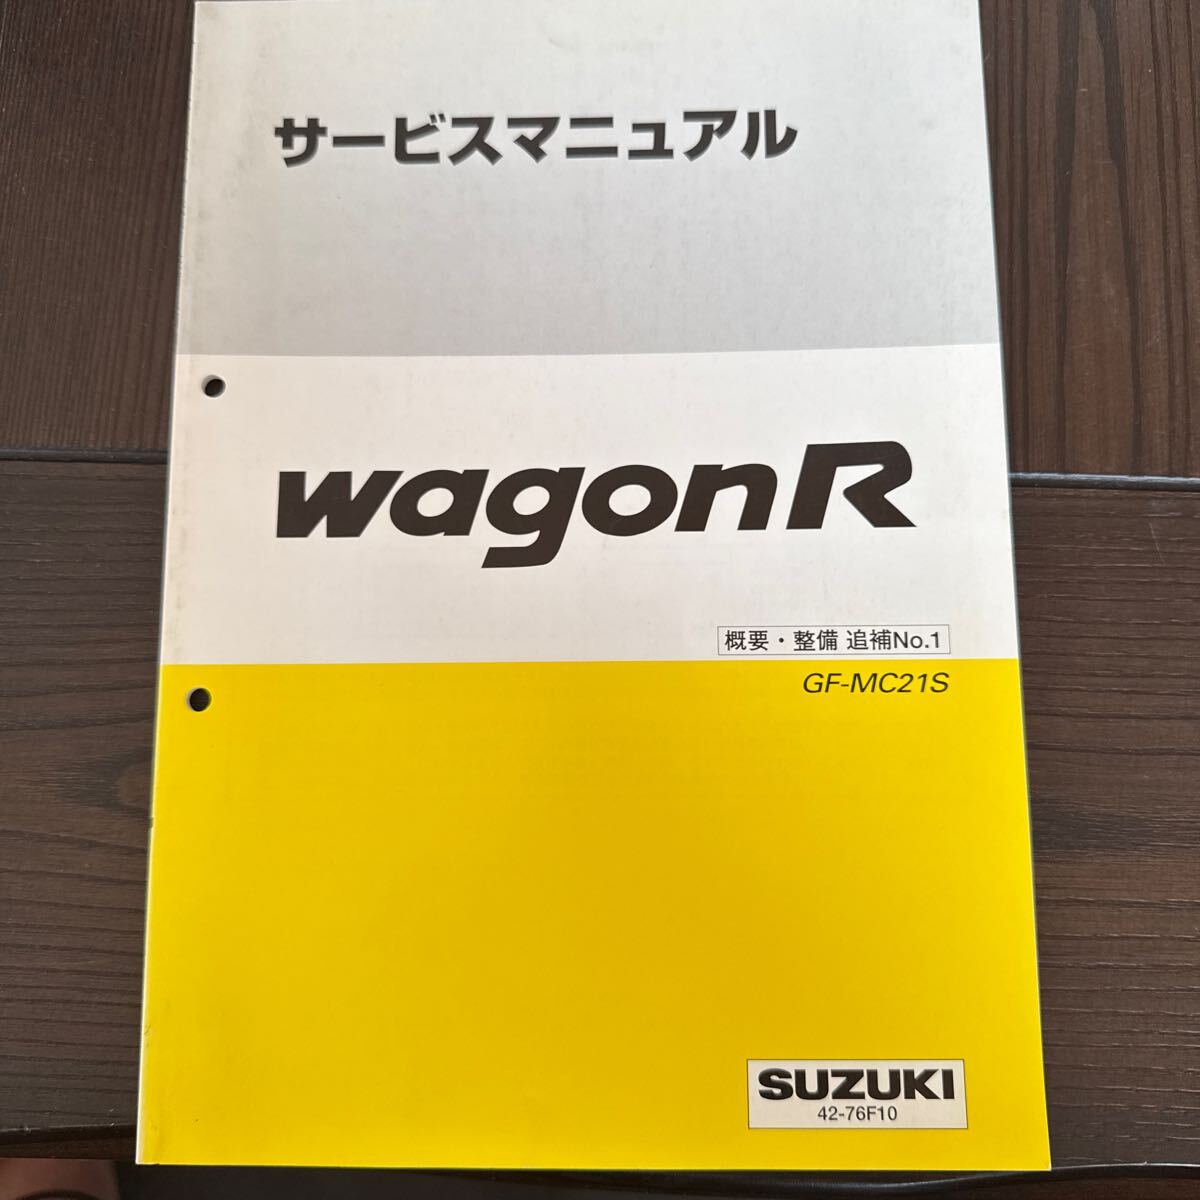 サービスマニュアル
wagonR
概要・整備 追補No.1
GF-MC21S
SUZUKI
42-76F10